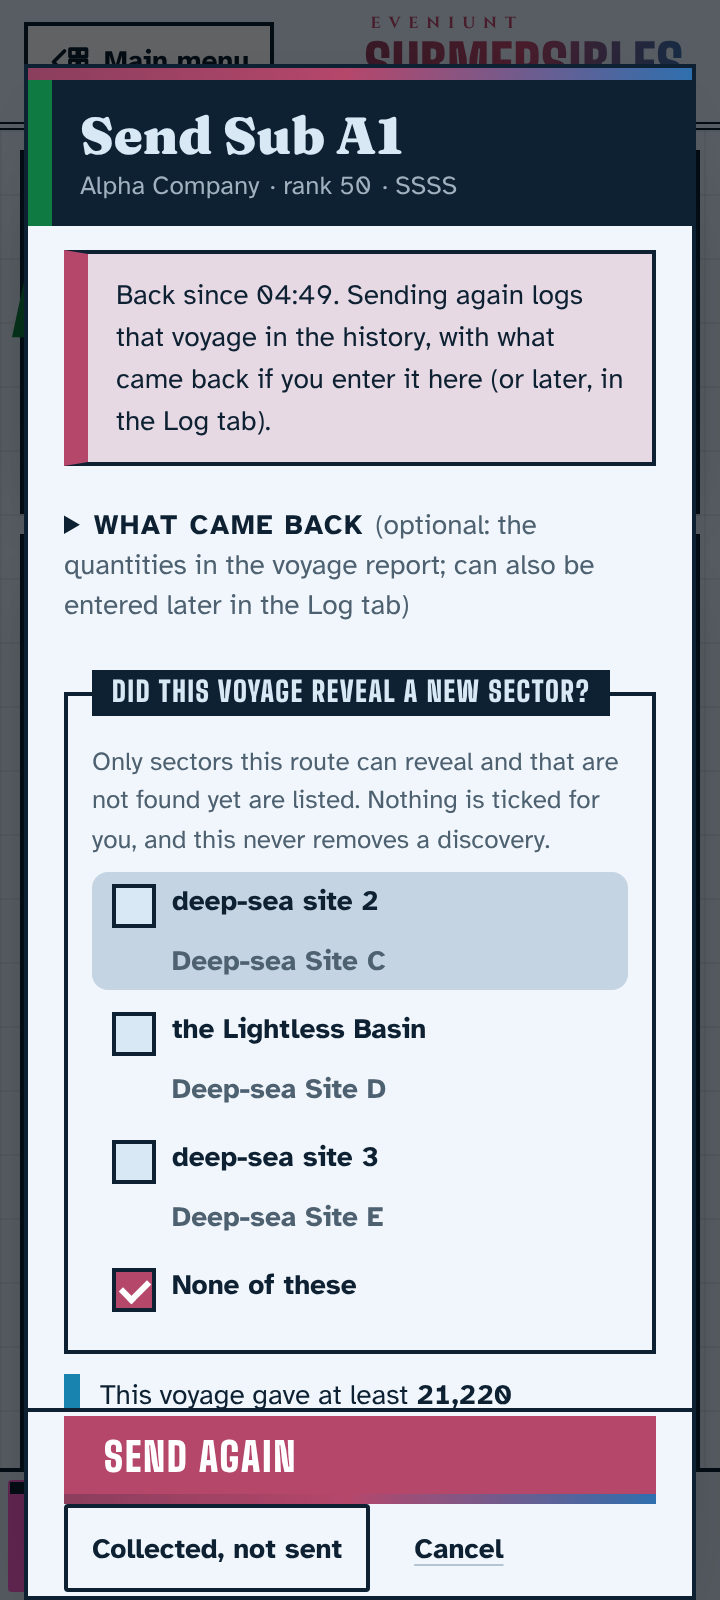 EVENIUNT
Main menu
SUBMERSIBLES
Send Sub A1
Alpha Company · rank 50 · SSSS
Back since 04:49. Sending again logs
that voyage in the history, with what
came back if you enter it here (or later, in
the Log tab).
WHAT CAME BACK (optional: the
quantities in the voyage report; can also be
entered later in the Log tab)
DID THIS VOYAGE REVEAL A NEW SECTOR?
Only sectors this route can reveal and that are
not found yet are listed. Nothing is ticked for
you, and this never removes a discovery.
deep-sea site 2
Deep-sea Site C
the Lightless Basin
Deep-sea Site D
deep-sea site 3
Deep-sea Site E
None of these
This voyage gave at least 21,220
SEND AGAIN
Collected, not sent
Cancel